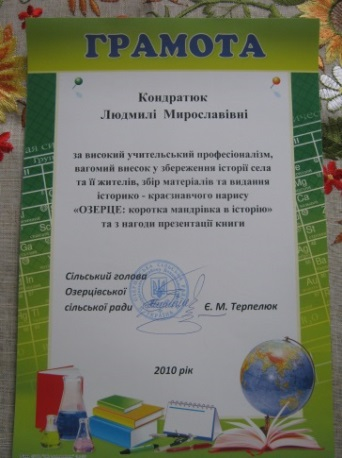 ГРАМОТА
Кондратюк
Людмилі Мирославівні
за високий учительський професіоналізм,
вагомий внесок у збереження історії села
та її жителів, збір матеріалів та видання
історико - краєзнавчого нарису
«ОЗЕРЦЕ: коротка мандрівка в історію»
та з нагоди презентації книги
Сільський голова
Озерцівської
сільської ради
Є. М. Терпелюк
2010 рік